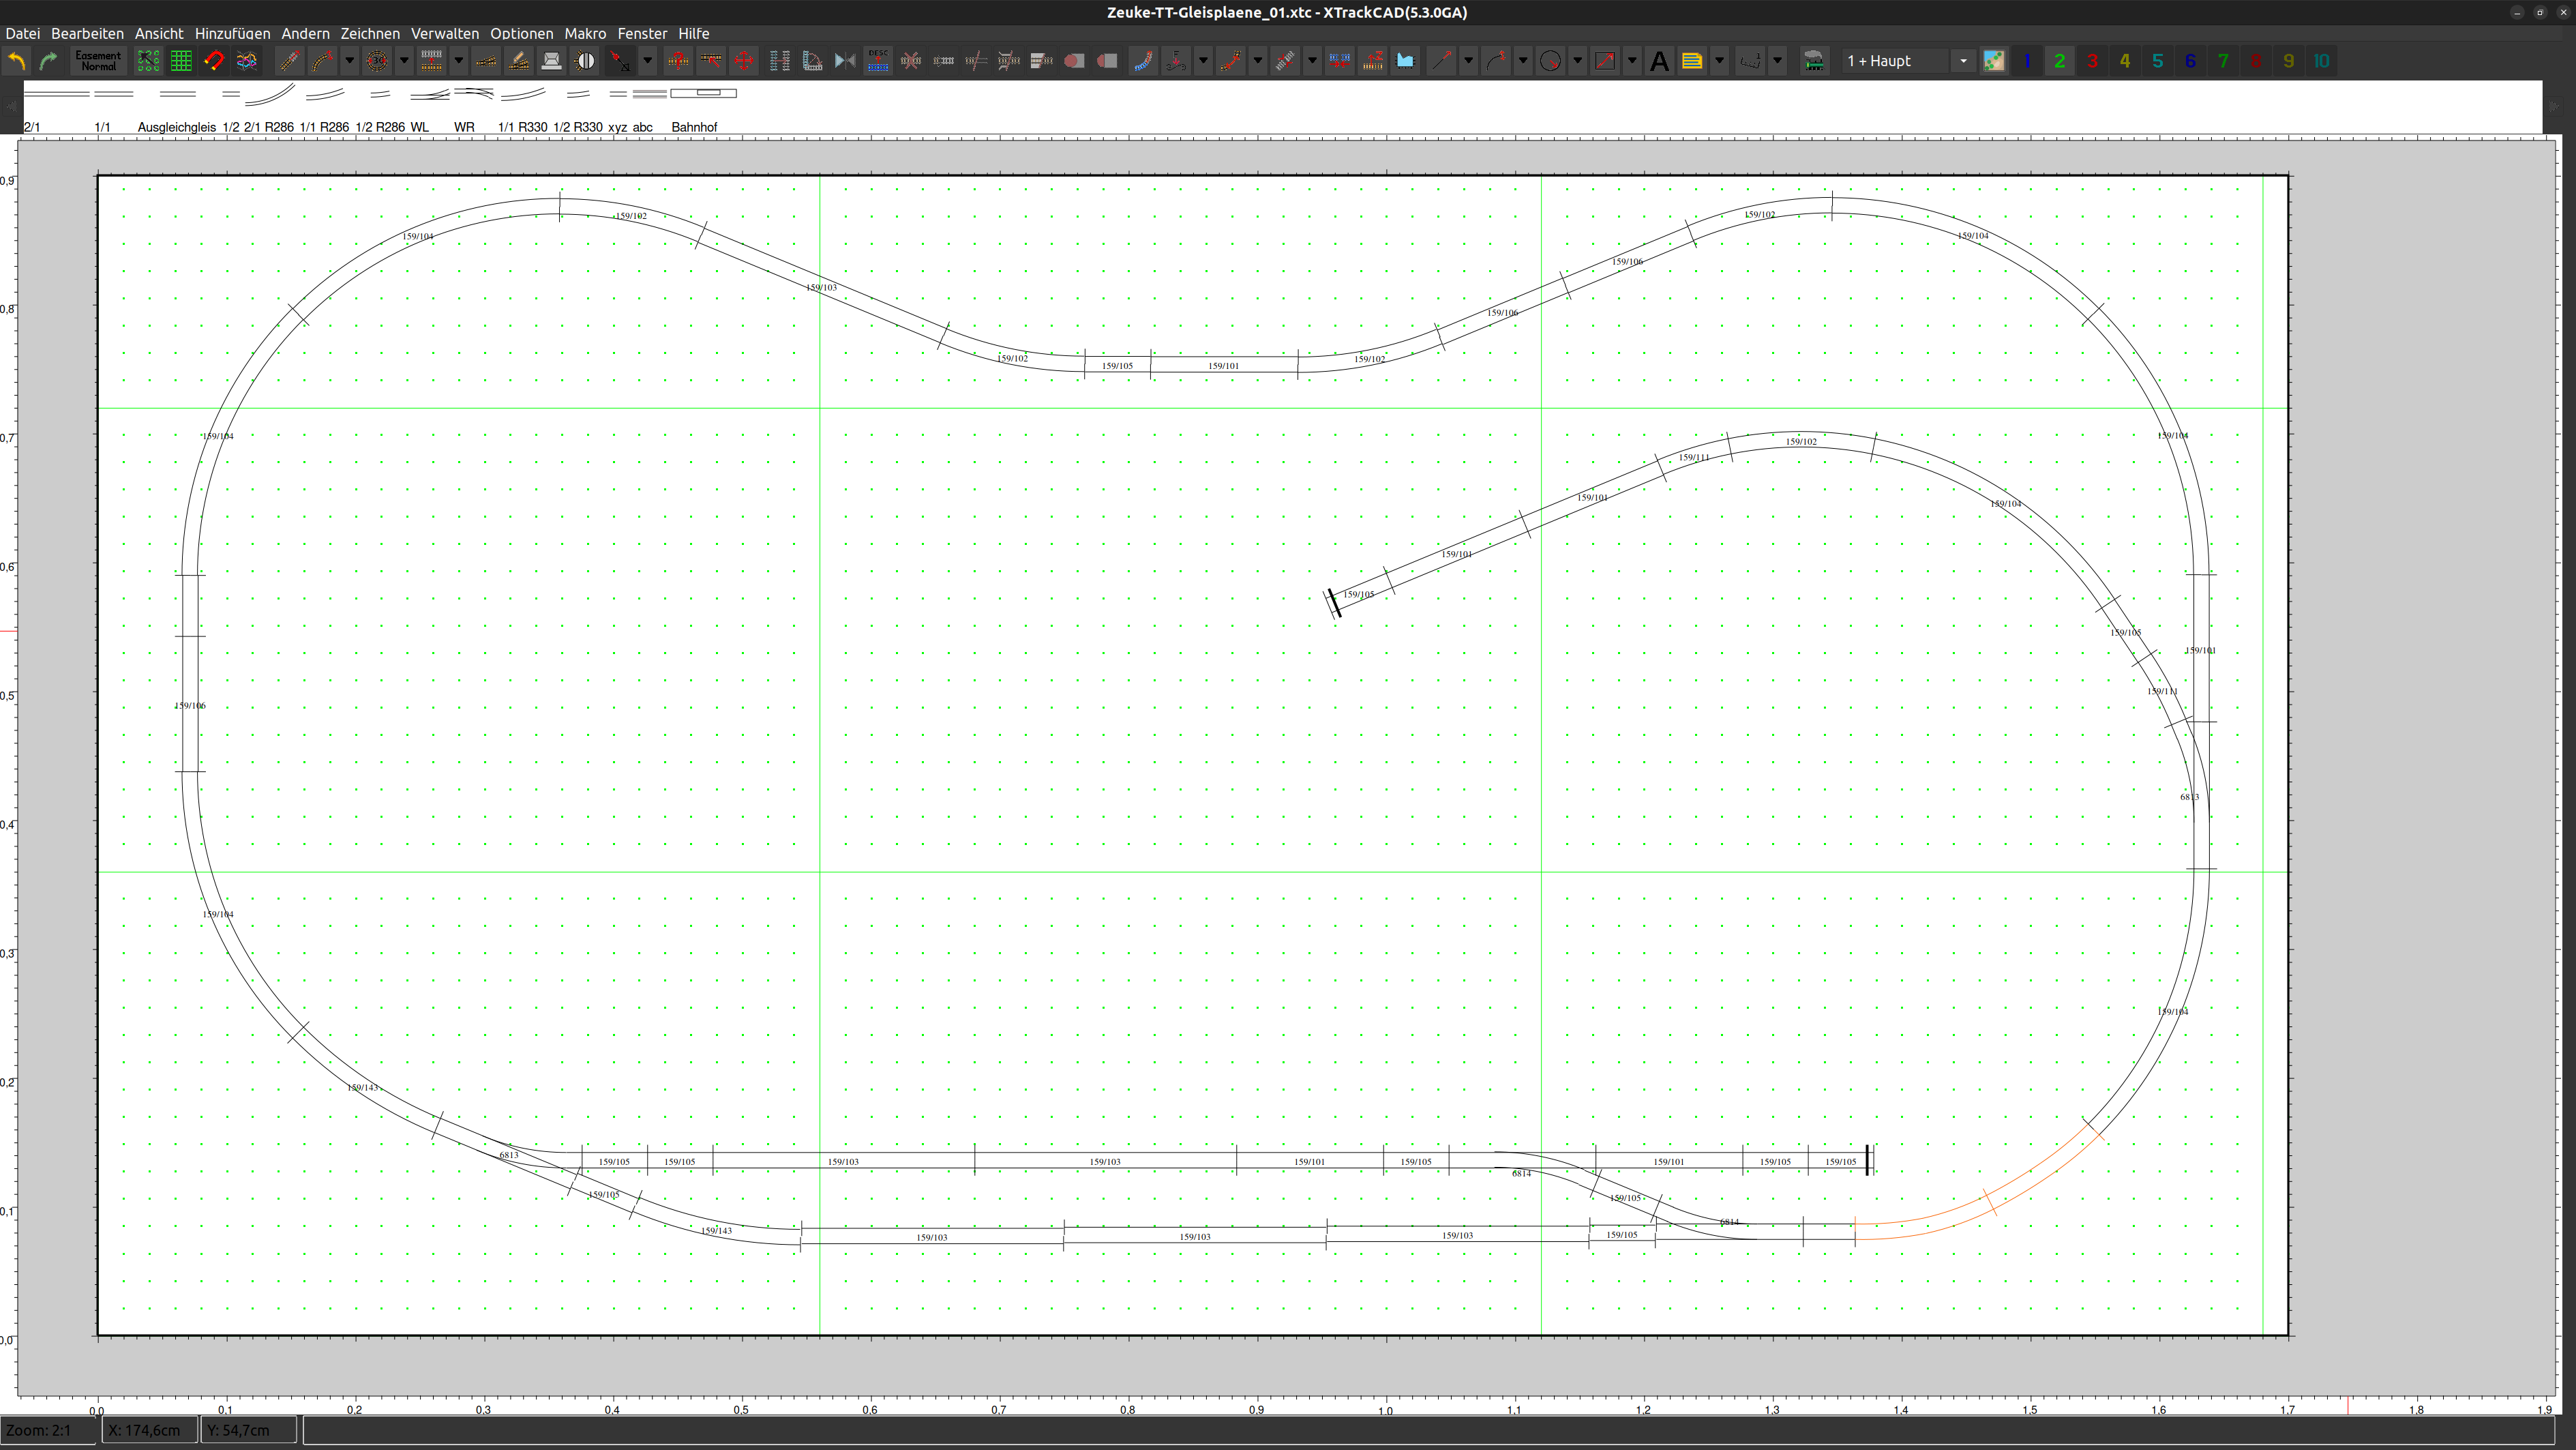 Zeuke-TT-Gleisplaene_01.xtc - XTrackCAD(5.3.0GA)
Datei Bearbeiten Ansicht Hinzufügen Ändern Zeichnen Verwalten Optionen Makro Fenster Hilfe
Easement
Normal
DESC
A
1 + Haupt
1 2 3 4 5 6 7 8 9 10
2/1 1/1 Ausgleichgleis 1/2 2/1 R286 1/1 R286 1/2 R286 WL WR 1/1 R330 1/2 R330 xyz abc Bahnhof
0,9
159/102 159/102
159/104 159/104
159/106
159/103
0,8
159/106
159/102 159/105 159/101 159/102
0,7
159/104 159/104
159/102
159/111
159/101 159/104
159/101
0,6
159/105
159/105
159/101
0,5
159/111
159/106
6813
0,4
159/104
0,3
159/104
0,2
159/143
6813 159/105 159/105 159/103 159/103 159/101 159/105 6814 159/101 159/105 159/105
159/105 159/105
0,1
159/143 159/103 159/103 159/103 159/105 6814
0,0
0,0 0,1 0,2 0,3 0,4 0,5 0,6 0,7 0,8 0,9 1,0 1,1 1,2 1,3 1,4 1,5 1,6 1,7 1,8 1,9
Zoom: 2:1 X: 174,6cm Y: 54,7cm